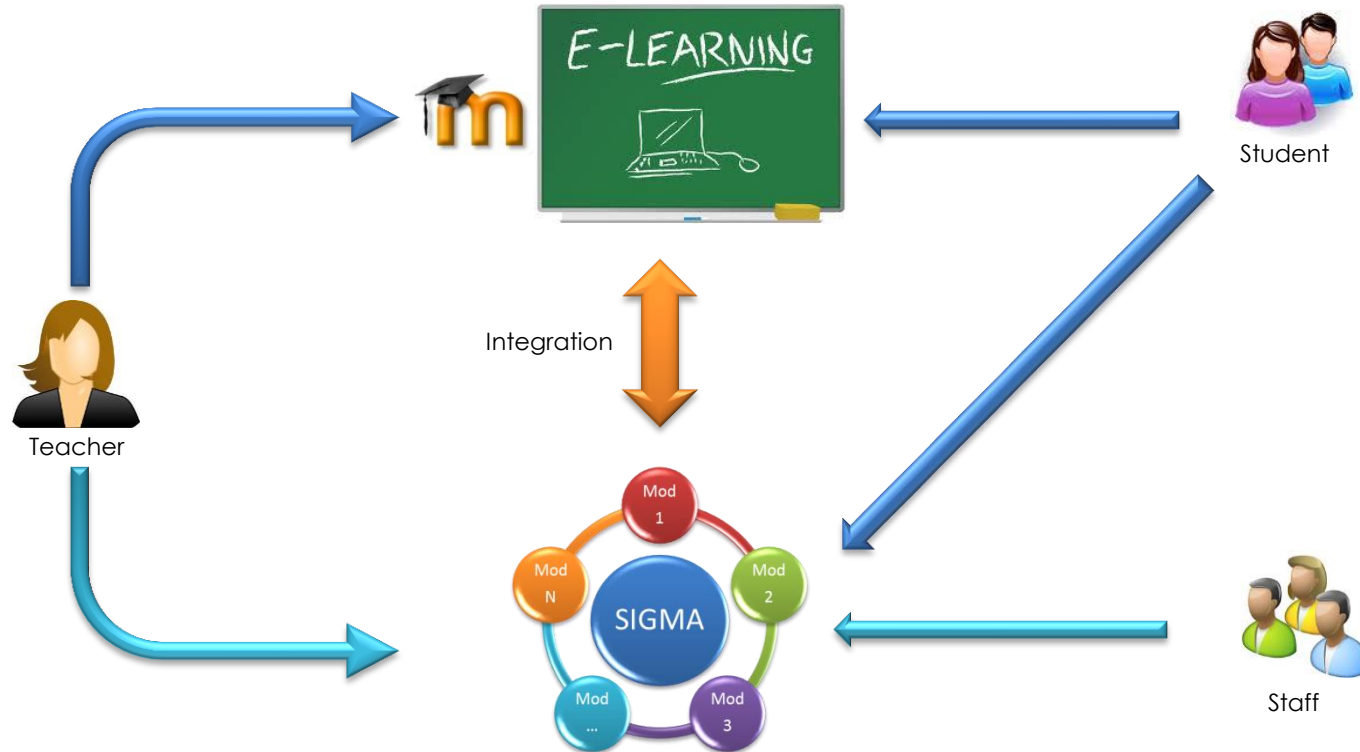 E-LEARNING
m
Student
Integration
Teacher
Mod
1
Mod
N
Mod
2
SIGMA
Mod
...
Mod
3
Staff